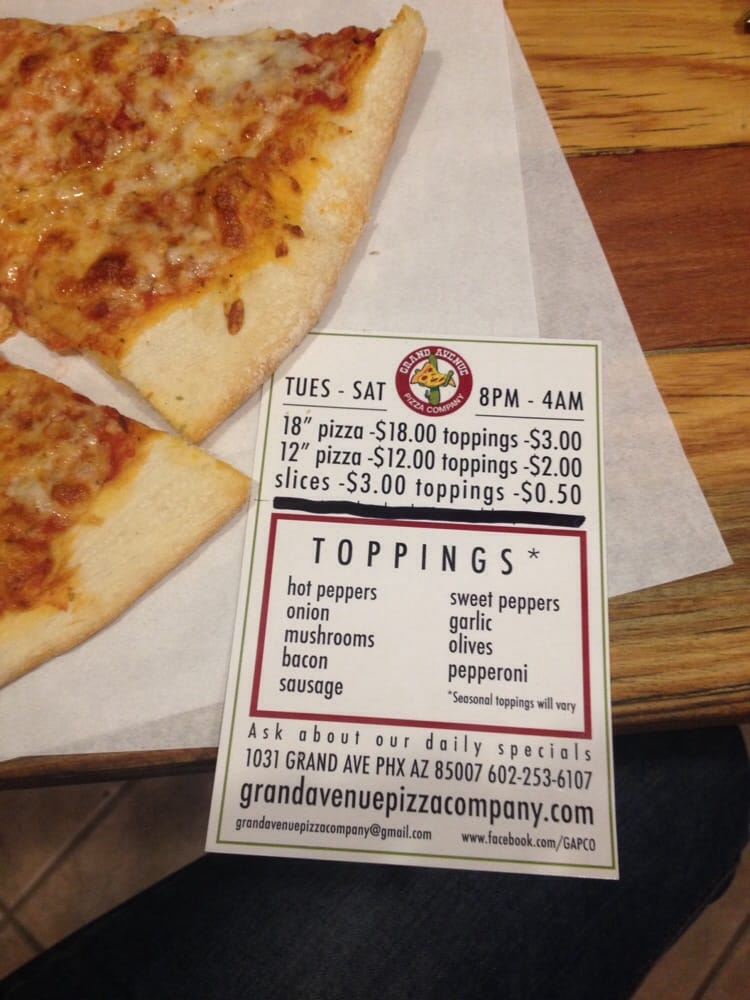 GRAND AVENUE
PIZZA COMPANY
TUES - SAT 8PM - 4AM
18" pizza -$18.00 toppings -$3.00
12" pizza -$12.00 toppings -$2.00
slices -$3.00 toppings -$0.50
TOPPINGS*
hot peppers
onion
mushrooms
bacon
sausage
sweet peppers
garlic
olives
pepperoni
*Seasonal toppings will vary
Ask about our daily specials
1031 GRAND AVE PHX AZ 85007 602-253-6107
grandavenuepizzacompany.com
grandavenuepizzacompany@gmail.com www.facebook.com/GAPCO